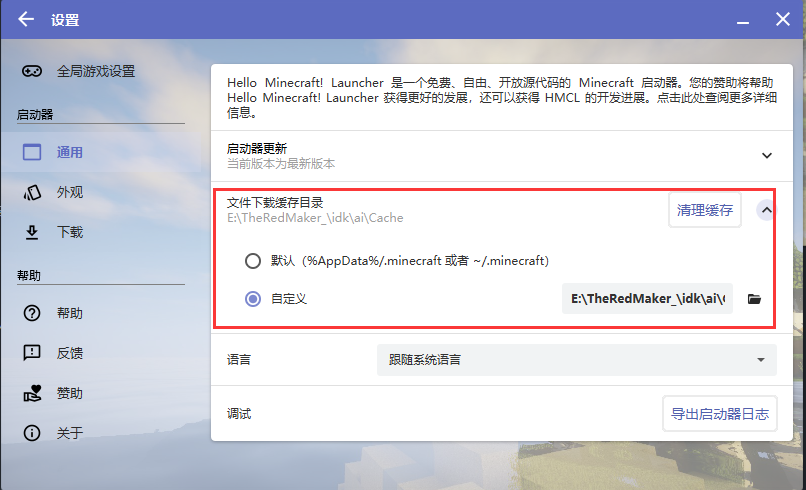 设置
全局游戏设置
启动器
通用
外观
下载
帮助
帮助
反馈
赞助
关于
Hello Minecraft! Launcher 是一个免费、自由、开放源代码的 Minecraft 启动器。您的赞助将帮助
Hello Minecraft! Launcher 获得更好的发展，还可以获得 HMCL 的开发进展。点击此处查阅更多详细
信息。
启动器更新
当前版本为最新版本
文件下载缓存目录
E:\TheRedMaker_\idk\ai\Cache
清理缓存
默认（%AppData%/.minecraft 或者 ~/.minecraft）
自定义
E:\TheRedMaker_\idk\ai\
语言
跟随系统语言
调试
导出启动器日志